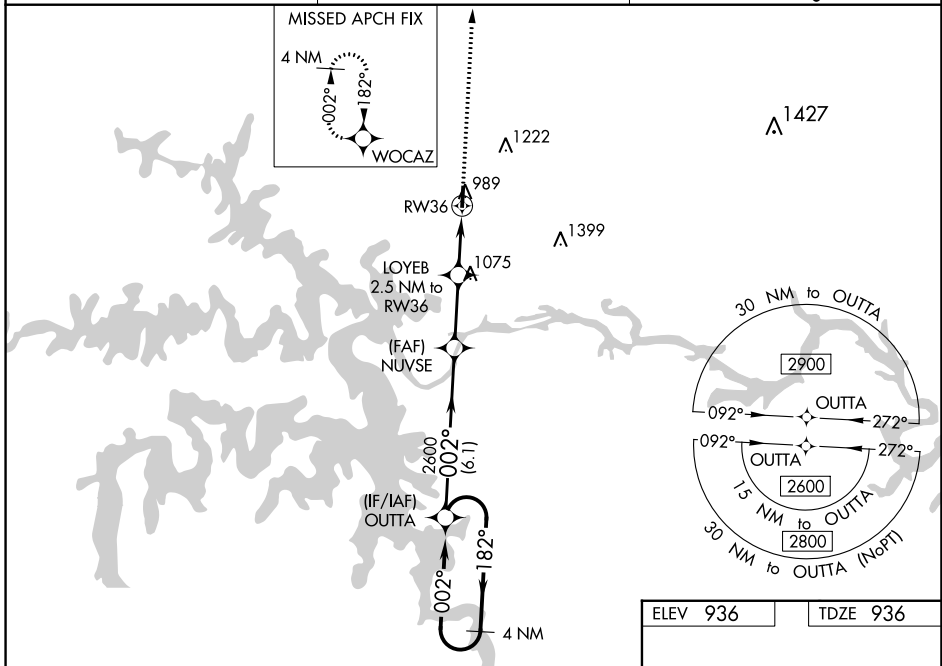 MISSED APCH FIX
4 NM
002°
182°
WOCAZ
1427
1222
989
RW36
1399
LOYEB
2.5 NM to
RW36
1075
(FAF)
NUVSE
2600
002°
(6.1)
(IF/IAF)
OUTTA
002°
182°
4 NM
30 NM to OUTTA
2900
OUTTA
092°
272°
092°
272°
OUTTA
2600
15 NM to OUTTA
2800
30 NM to OUTTA (NoPT)
ELEV 936
TDZE 936